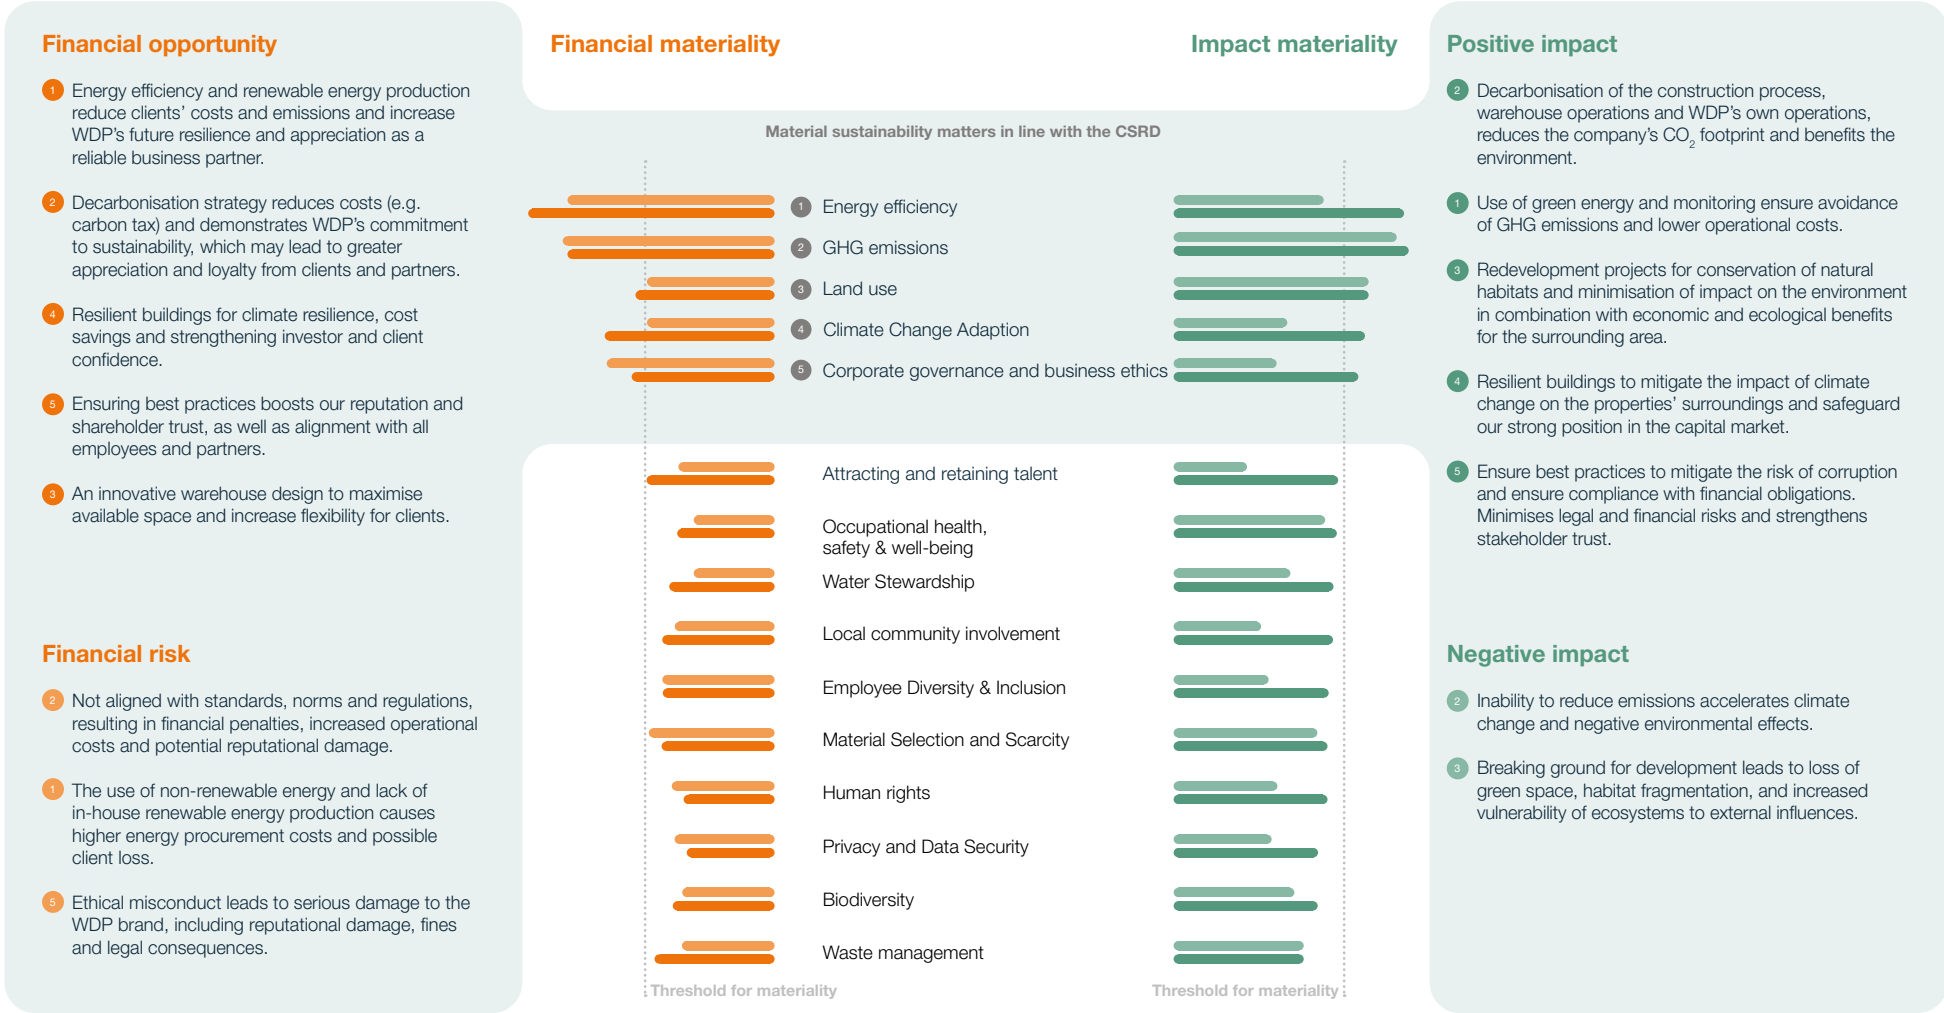 Financial opportunity
1 Energy efficiency and renewable energy production
reduce clients’ costs and emissions and increase
WDP’s future resilience and appreciation as a
reliable business partner.
2 Decarbonisation strategy reduces costs (e.g.
carbon tax) and demonstrates WDP’s commitment
to sustainability, which may lead to greater
appreciation and loyalty from clients and partners.
4 Resilient buildings for climate resilience, cost
savings and strengthening investor and client
confidence.
5 Ensuring best practices boosts our reputation and
shareholder trust, as well as alignment with all
employees and partners.
3 An innovative warehouse design to maximise
available space and increase flexibility for clients.
Financial risk
2 Not aligned with standards, norms and regulations,
resulting in financial penalties, increased operational
costs and potential reputational damage.
1 The use of non-renewable energy and lack of
in-house renewable energy production causes
higher energy procurement costs and possible
client loss.
5 Ethical misconduct leads to serious damage to the
WDP brand, including reputational damage, fines
and legal consequences.
Financial materiality
Impact materiality
Material sustainability matters in line with the CSRD
1 Energy efficiency
2 GHG emissions
3 Land use
4 Climate Change Adaption
5 Corporate governance and business ethics
Attracting and retaining talent
Occupational health,
safety & well-being
Water Stewardship
Local community involvement
Employee Diversity & Inclusion
Material Selection and Scarcity
Human rights
Privacy and Data Security
Biodiversity
Waste management
Threshold for materiality
Threshold for materiality
Positive impact
2 Decarbonisation of the construction process,
warehouse operations and WDP’s own operations,
reduces the company’s CO2 footprint and benefits the
environment.
1 Use of green energy and monitoring ensure avoidance
of GHG emissions and lower operational costs.
3 Redevelopment projects for conservation of natural
habitats and minimisation of impact on the environment
in combination with economic and ecological benefits
for the surrounding area.
4 Resilient buildings to mitigate the impact of climate
change on the properties’ surroundings and safeguard
our strong position in the capital market.
5 Ensure best practices to mitigate the risk of corruption
and ensure compliance with financial obligations.
Minimises legal and financial risks and strengthens
stakeholder trust.
Negative impact
2 Inability to reduce emissions accelerates climate
change and negative environmental effects.
3 Breaking ground for development leads to loss of
green space, habitat fragmentation, and increased
vulnerability of ecosystems to external influences.